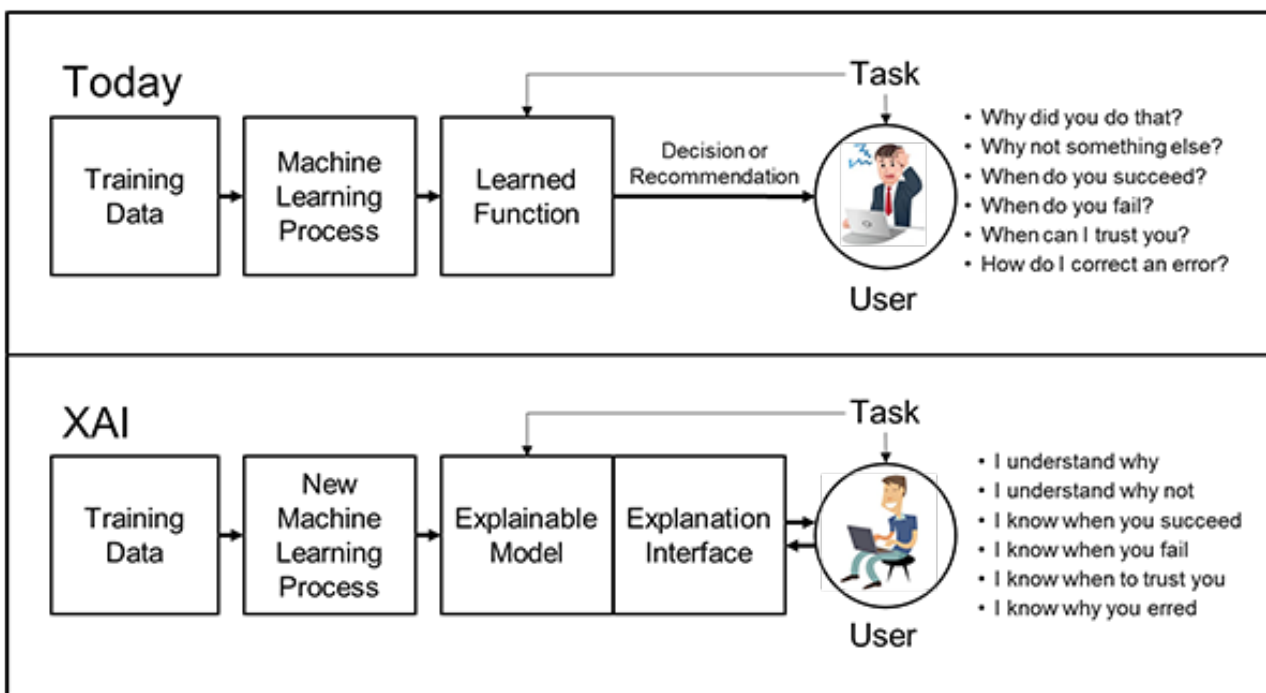 Today
Task
Training
Data
Machine
Learning
Process
Learned
Function
Decision or
Recommendation
User
• Why did you do that?
• Why not something else?
• When do you succeed?
• When do you fail?
• When can I trust you?
• How do I correct an error?
XAI
Task
Training
Data
New
Machine
Learning
Process
Explainable
Model
Explanation
Interface
User
• I understand why
• I understand why not
• I know when you succeed
• I know when you fail
• I know when to trust you
• I know why you erred